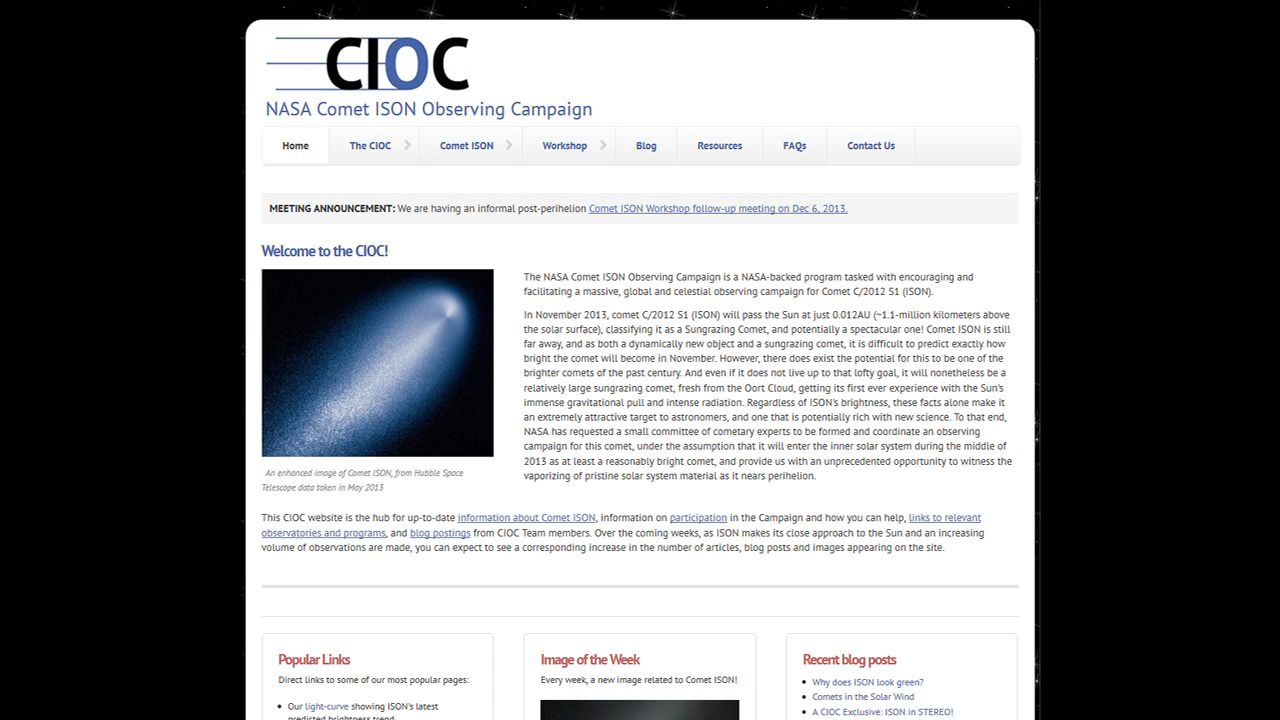 CIOC
NASA Comet ISON Observing Campaign
Home The CIOC Comet ISON Workshop Blog Resources FAQs Contact Us
MEETING ANNOUNCEMENT: We are having an informal post-perihelion Comet ISON Workshop follow-up meeting on Dec 6, 2013.
Welcome to the CIOC!
The NASA Comet ISON Observing Campaign is a NASA-backed program tasked with encouraging and
facilitating a massive, global and celestial observing campaign for Comet C/2012 S1 (ISON).
In November 2013, comet C/2012 S1 (ISON) will pass the Sun at just 0.012AU (~1.1-million kilometers above
the solar surface), classifying it as a Sungrazing Comet, and potentially a spectacular one! Comet ISON is still
far away, and as both a dynamically new object and a sungrazing comet, it is difficult to predict exactly how
bright the comet will become in November. However, there does exist the potential for this to be one of the
brighter comets of the past century. And even if it does not live up to that lofty goal, it will nonetheless be a
relatively large sungrazing comet, fresh from the Oort Cloud, getting its first ever experience with the Sun's
immense gravitational pull and intense radiation. Regardless of ISON's brightness, these facts alone make it
an extremely attractive target to astronomers, and one that is potentially rich with new science. To that end,
NASA has requested a small committee of cometary experts to be formed and coordinate an observing
campaign for this comet, under the assumption that it will enter the inner solar system during the middle of
2013 as at least a reasonably bright comet, and provide us with an unprecedented opportunity to witness the
vaporizing of pristine solar system material as it nears perihelion.
An enhanced image of Comet ISON, from Hubble Space
Telescope data taken in May 2013
This CIOC website is the hub for up-to-date information about Comet ISON, information on participation in the Campaign and how you can help, links to relevant
observatories and programs, and blog postings from CIOC Team members. Over the coming weeks, as ISON makes its close approach to the Sun and an increasing
volume of observations are made, you can expect to see a corresponding increase in the number of articles, blog posts and images appearing on the site.
Popular Links
Direct links to some of our most popular pages:
Our light-curve showing ISON's latest
predicted brightness trend
Image of the Week
Every week, a new image related to Comet ISON!
Recent blog posts
Why does ISON look green?
Comets in the Solar Wind
A CIOC Exclusive: ISON in STEREO!